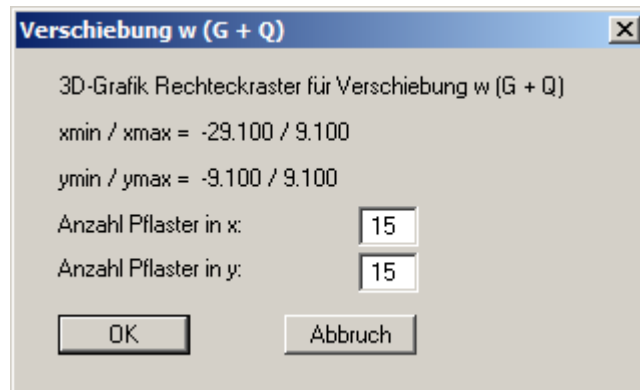 Verschiebung w (G + Q)
3D-Grafik Rechteckraster für Verschiebung w (G + Q)
xmin / xmax = -29.100 / 9.100
ymin / ymax = -9.100 / 9.100
Anzahl Pflaster in x: 15
Anzahl Pflaster in y: 15
OK Abbruch